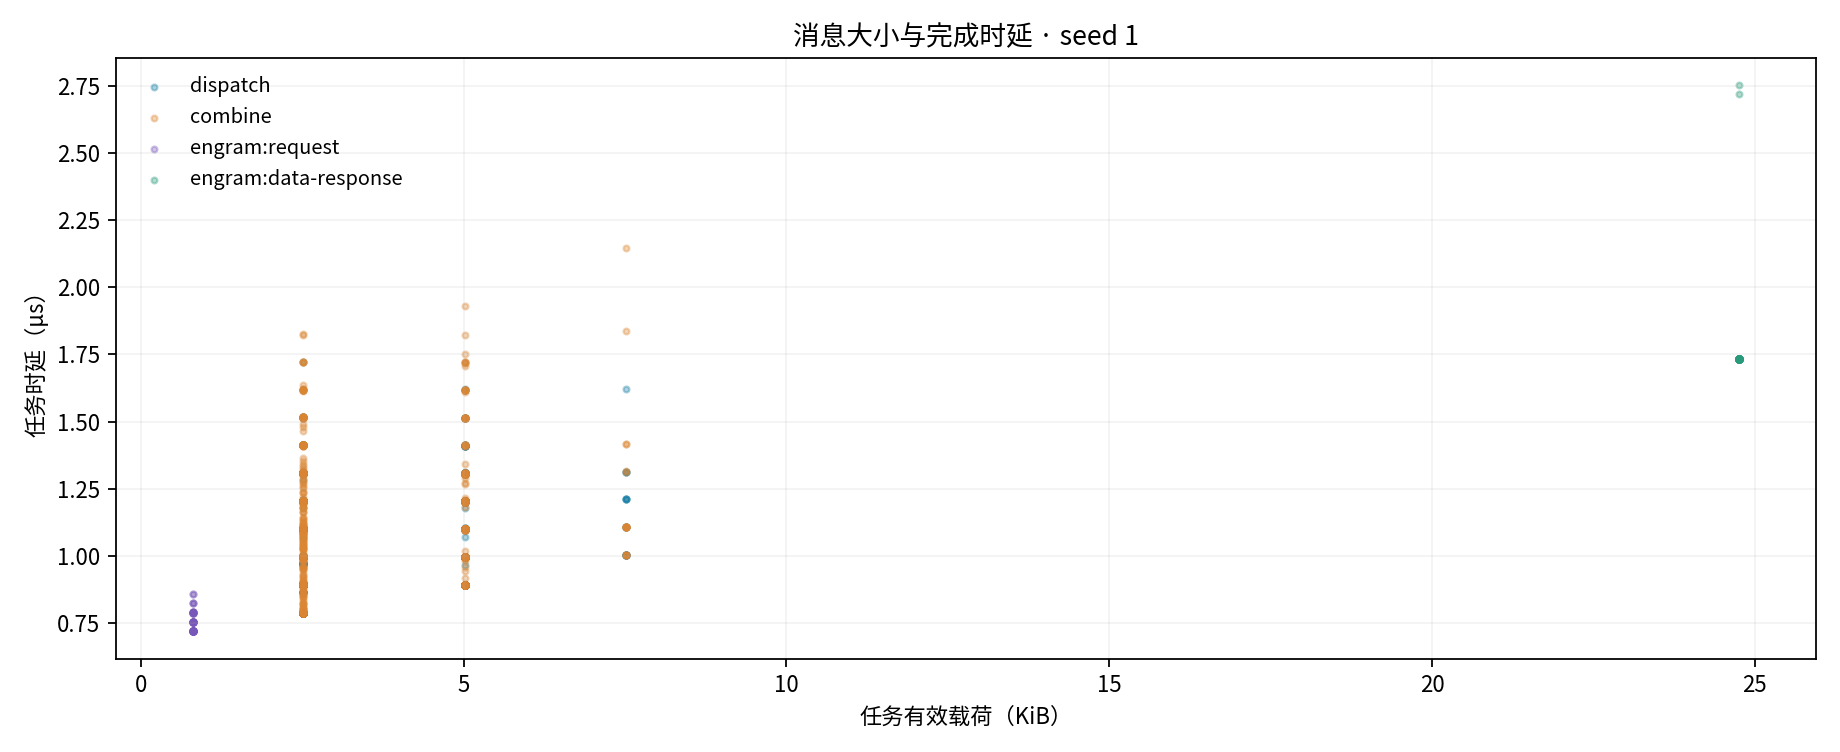 消息大小与完成时延 · seed 1
dispatch
combine
engram:request
engram:data-response
任务时延（μs）
2.75
2.50
2.25
2.00
1.75
1.50
1.25
1.00
0.75
0 5 10 15 20 25
任务有效载荷（KiB）